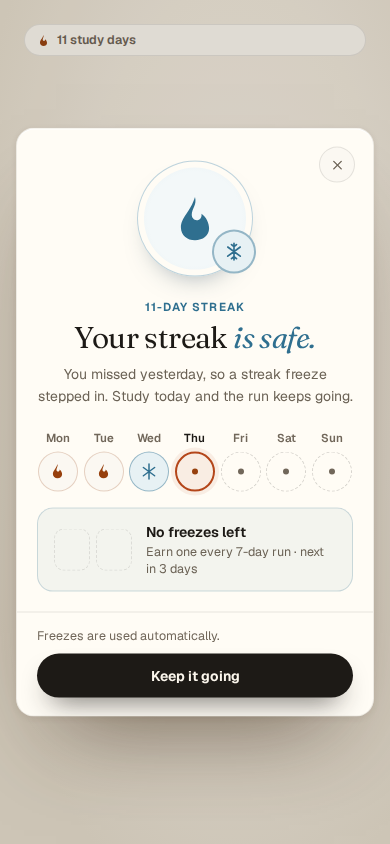 11 study days
11-DAY STREAK
Your streak is safe.
You missed yesterday, so a streak freeze
stepped in. Study today and the run keeps going.
Mon Tue Wed Thu Fri Sat Sun
No freezes left
Earn one every 7-day run · next
in 3 days
Freezes are used automatically.
Keep it going